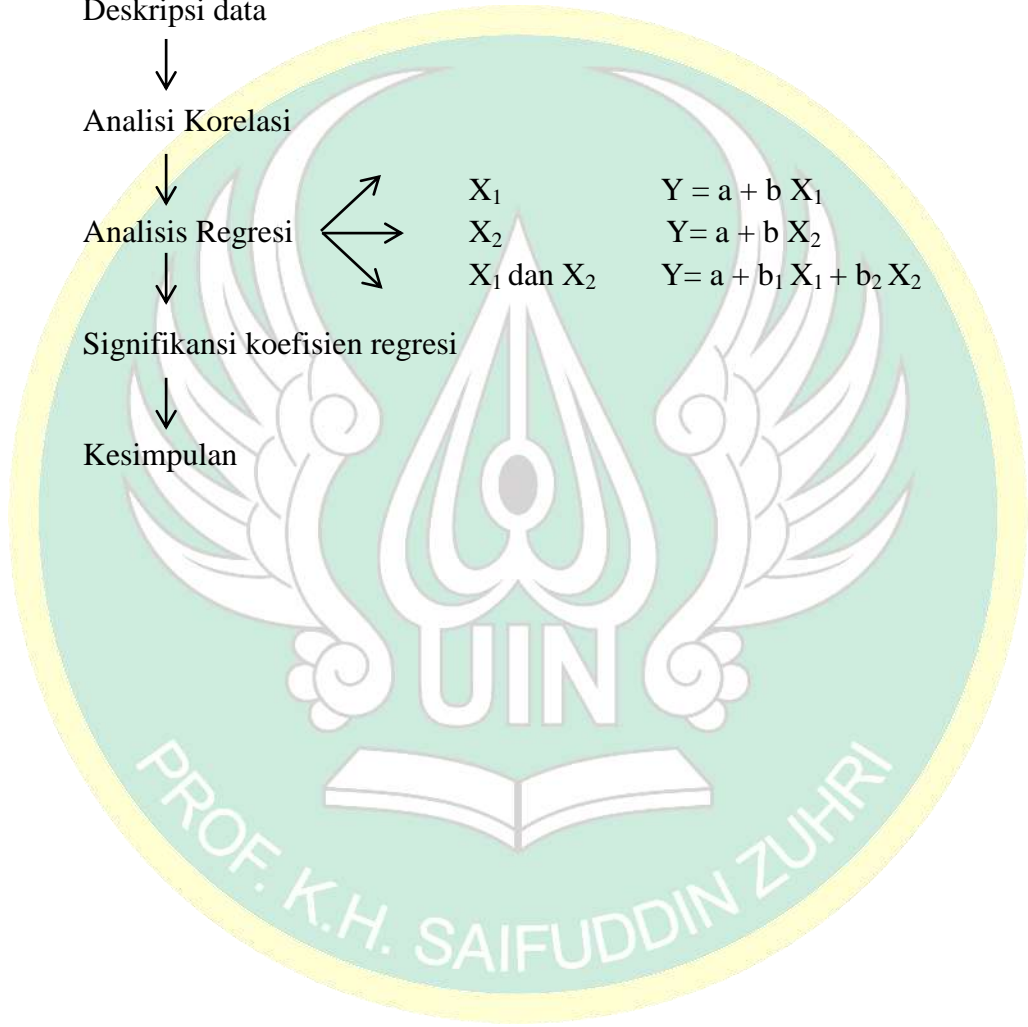 Deskripsi data
Analisi Korelasi
X₁ Y = a + b X₁
Analisis Regresi X₂ Y= a + b X₂
X₁ dan X₂ Y= a + b₁ X₁ + b₂ X₂
Signifikansi koefisien regresi
Kesimpulan
UIN
PROF. K.H. SAIFUDDIN ZUHRI